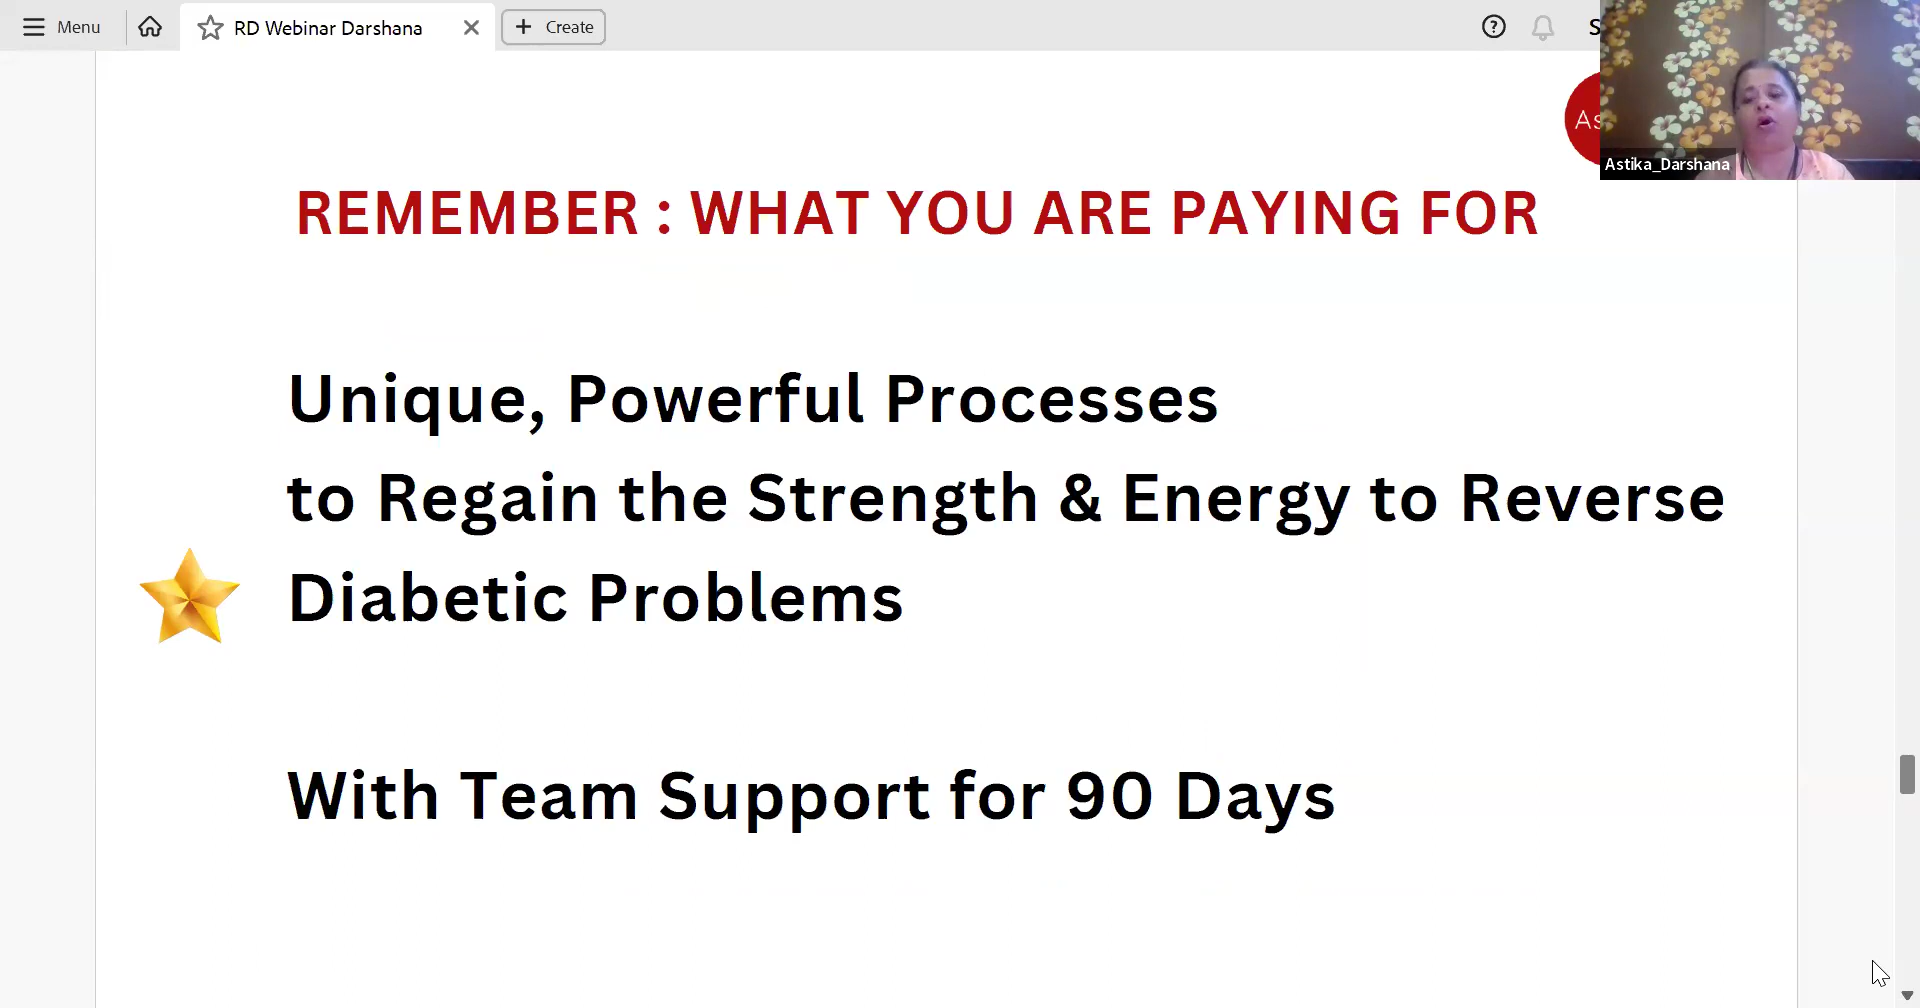 Menu
RD Webinar Darshana
Create
S
As
Astika_Darshana
REMEMBER : WHAT YOU ARE PAYING FOR
Unique, Powerful Processes
to Regain the Strength & Energy to Reverse
Diabetic Problems
With Team Support for 90 Days